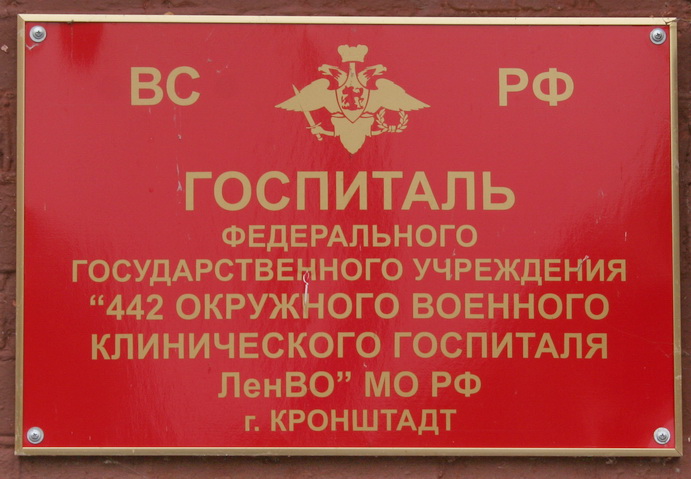 ВС РФ
ГОСПИТАЛЬ
ФЕДЕРАЛЬНОГО
ГОСУДАРСТВЕННОГО УЧРЕЖДЕНИЯ
“442 ОКРУЖНОГО ВОЕННОГО
КЛИНИЧЕСКОГО ГОСПИТАЛЯ
ЛенВО” МО РФ
г. КРОНШТАДТ